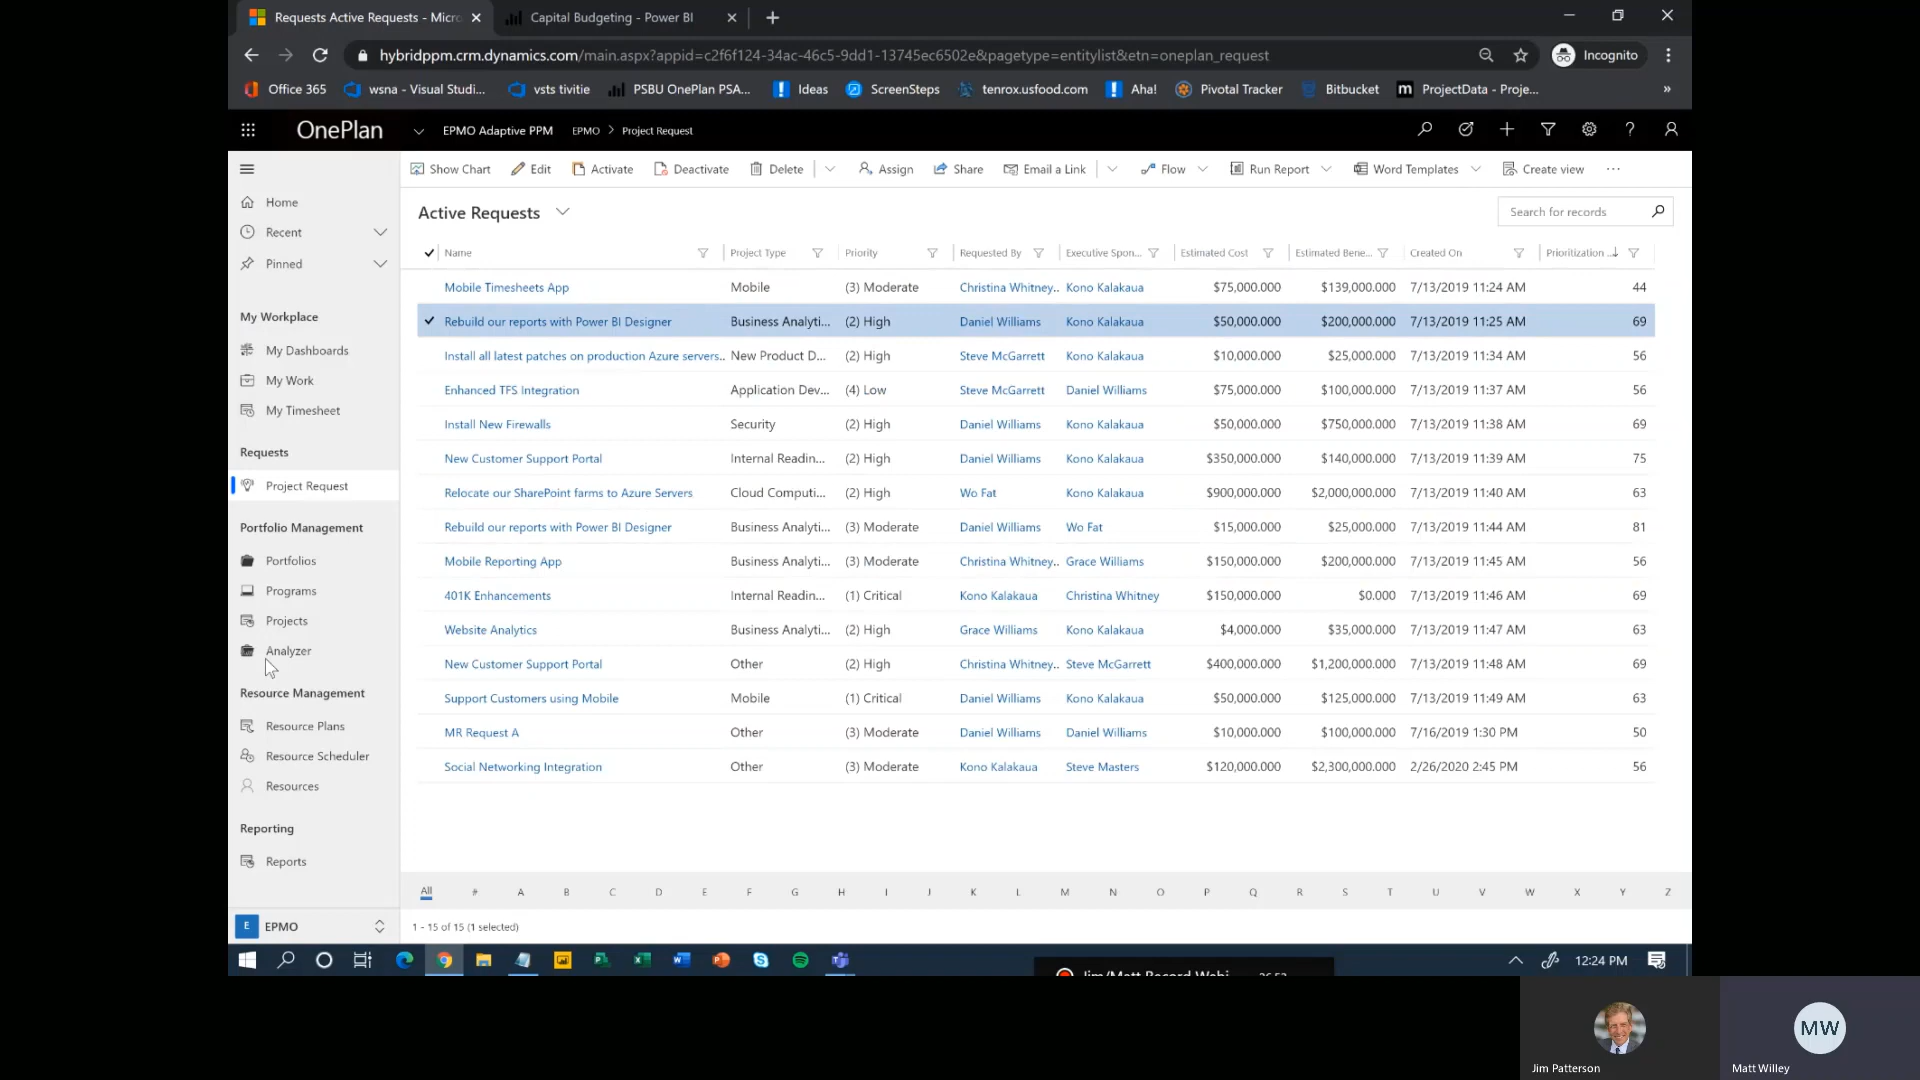 Requests Active Requests - Micro
Capital Budgeting - Power BI
hybridppm.crm.dynamics.com/main.aspx?appid=c2f6f124-34ac-46c5-9dd1-13745ec6502e&pagetype=entitylist&etn=oneplan_request
Incognito
Office 365 wsna - Visual Studi... vsts tivitie PSBU OnePlan PSA... Ideas ScreenSteps tenrox.usfood.com Aha! Pivotal Tracker Bitbucket m ProjectData - Proje... »
OnePlan EPMO Adaptive PPM EPMO > Project Request
Show Chart Edit Activate Deactivate Delete Assign Share Email a Link Flow Run Report Word Templates Create view ...
Home
Recent
Pinned
My Workplace
My Dashboards
My Work
My Timesheet
Requests
Project Request
Portfolio Management
Portfolios
Programs
Projects
Analyzer
Resource Management
Resource Plans
Resource Scheduler
Resources
Reporting
Reports
E EPMO
Active Requests
Search for records
Name Project Type Priority Requested By Executive Spon... Estimated Cost Estimated Bene... Created On Prioritization ...
Mobile Timesheets App Mobile (3) Moderate Christina Whitney.. Kono Kalakaua $75,000.000 $139,000.000 7/13/2019 11:24 AM 44
Rebuild our reports with Power BI Designer Business Analyti... (2) High Daniel Williams Kono Kalakaua $50,000.000 $200,000.000 7/13/2019 11:25 AM 69
Install all latest patches on production Azure servers.. New Product D... (2) High Steve McGarrett Kono Kalakaua $10,000.000 $25,000.000 7/13/2019 11:34 AM 56
Enhanced TFS Integration Application Dev... (4) Low Steve McGarrett Daniel Williams $75,000.000 $100,000.000 7/13/2019 11:37 AM 56
Install New Firewalls Security (2) High Daniel Williams Kono Kalakaua $50,000.000 $750,000.000 7/13/2019 11:38 AM 69
New Customer Support Portal Internal Readin... (2) High Daniel Williams Kono Kalakaua $350,000.000 $140,000.000 7/13/2019 11:39 AM 75
Relocate our SharePoint farms to Azure Servers Cloud Computi... (2) High Wo Fat Kono Kalakaua $900,000.000 $2,000,000.000 7/13/2019 11:40 AM 63
Rebuild our reports with Power BI Designer Business Analyti... (3) Moderate Daniel Williams Wo Fat $15,000.000 $25,000.000 7/13/2019 11:44 AM 81
Mobile Reporting App Business Analyti... (3) Moderate Christina Whitney.. Grace Williams $150,000.000 $200,000.000 7/13/2019 11:45 AM 56
401K Enhancements Internal Readin... (1) Critical Kono Kalakaua Christina Whitney $150,000.000 $0.000 7/13/2019 11:46 AM 69
Website Analytics Business Analyti... (2) High Grace Williams Kono Kalakaua $4,000.000 $35,000.000 7/13/2019 11:47 AM 63
New Customer Support Portal Other (2) High Christina Whitney.. Steve McGarrett $400,000.000 $1,200,000.000 7/13/2019 11:48 AM 69
Support Customers using Mobile Mobile (1) Critical Daniel Williams Kono Kalakaua $50,000.000 $125,000.000 7/13/2019 11:49 AM 63
MR Request A Other (3) Moderate Daniel Williams Daniel Williams $10,000.000 $100,000.000 7/16/2019 1:30 PM 50
Social Networking Integration Other (3) Moderate Kono Kalakaua Steve Masters $120,000.000 $2,300,000.000 2/26/2020 2:45 PM 56
All # A B C D E F G H I J K L M N O P Q R S T U V W X Y Z
1 - 15 of 15 (1 selected)
12:24 PM
MW
Jim Patterson
Matt Willey